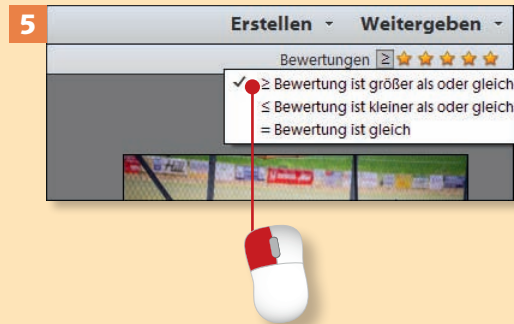 5
Erstellen Weitergeben
Bewertungen ≥
✓ ≥ Bewertung ist größer als oder gleich
≤ Bewertung ist kleiner als oder gleich
= Bewertung ist gleich